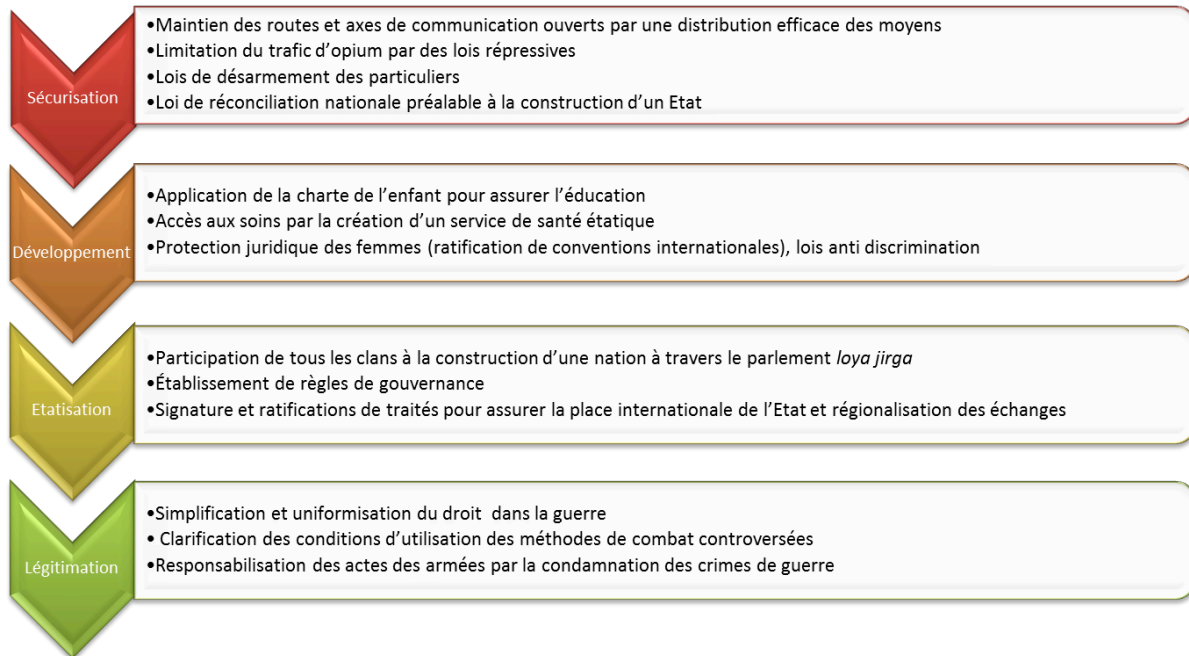 Sécurisation
•Maintien des routes et axes de communication ouverts par une distribution efficace des moyens
•Limitation du trafic d'opium par des lois répressives
•Lois de désarmement des particuliers
•Loi de réconciliation nationale préalable à la construction d'un Etat
Développement
•Application de la charte de l'enfant pour assurer l'éducation
•Accès aux soins par la création d'un service de santé étatique
•Protection juridique des femmes (ratification de conventions internationales), lois anti discrimination
Etatisation
•Participation de tous les clans à la construction d'une nation à travers le parlement loya jirga
•Établissement de règles de gouvernance
•Signature et ratifications de traités pour assurer la place internationale de l'Etat et régionalisation des échanges
Légitimation
•Simplification et uniformisation du droit dans la guerre
• Clarification des conditions d'utilisation des méthodes de combat controversées
•Responsabilisation des actes des armées par la condamnation des crimes de guerre